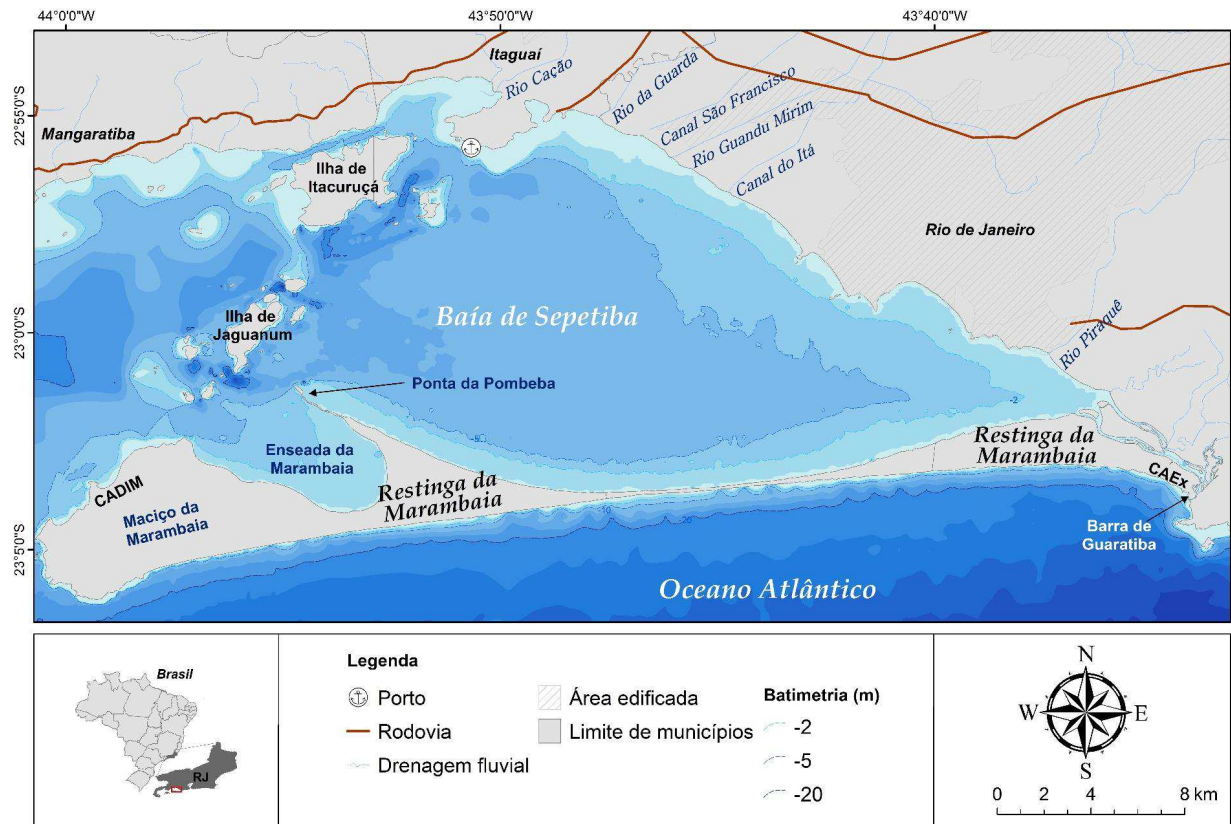 44°0'0"W
43°50'0"W
43°40'0"W
22°55'0"S
23°0'0"S
23°5'0"S
Itaguaí
Rio Cação
Rio da Guarda
Canal São Francisco
Rio Guandu Mirim
Canal do Itá
Mangaratiba
Ilha de
Itacuruçá
Rio de Janeiro
Ilha de
Jaguanum
Baía de Sepetiba
Rio Piraquê
Ponta da Pombeba
-2
-5
Enseada da
Marambaia
Restinga da
Marambaia
Restinga da
Marambaia
CADIM
Maciço da
Marambaia
CAEx
-10
-20
Barra de
Guaratiba
Oceano Atlântico
Brasil
RJ
Legenda
Porto
Rodovia
Drenagem fluvial
Área edificada
Limite de municípios
Batimetria (m)
-2
-5
-20
N
W
E
S
0 2 4 8 km